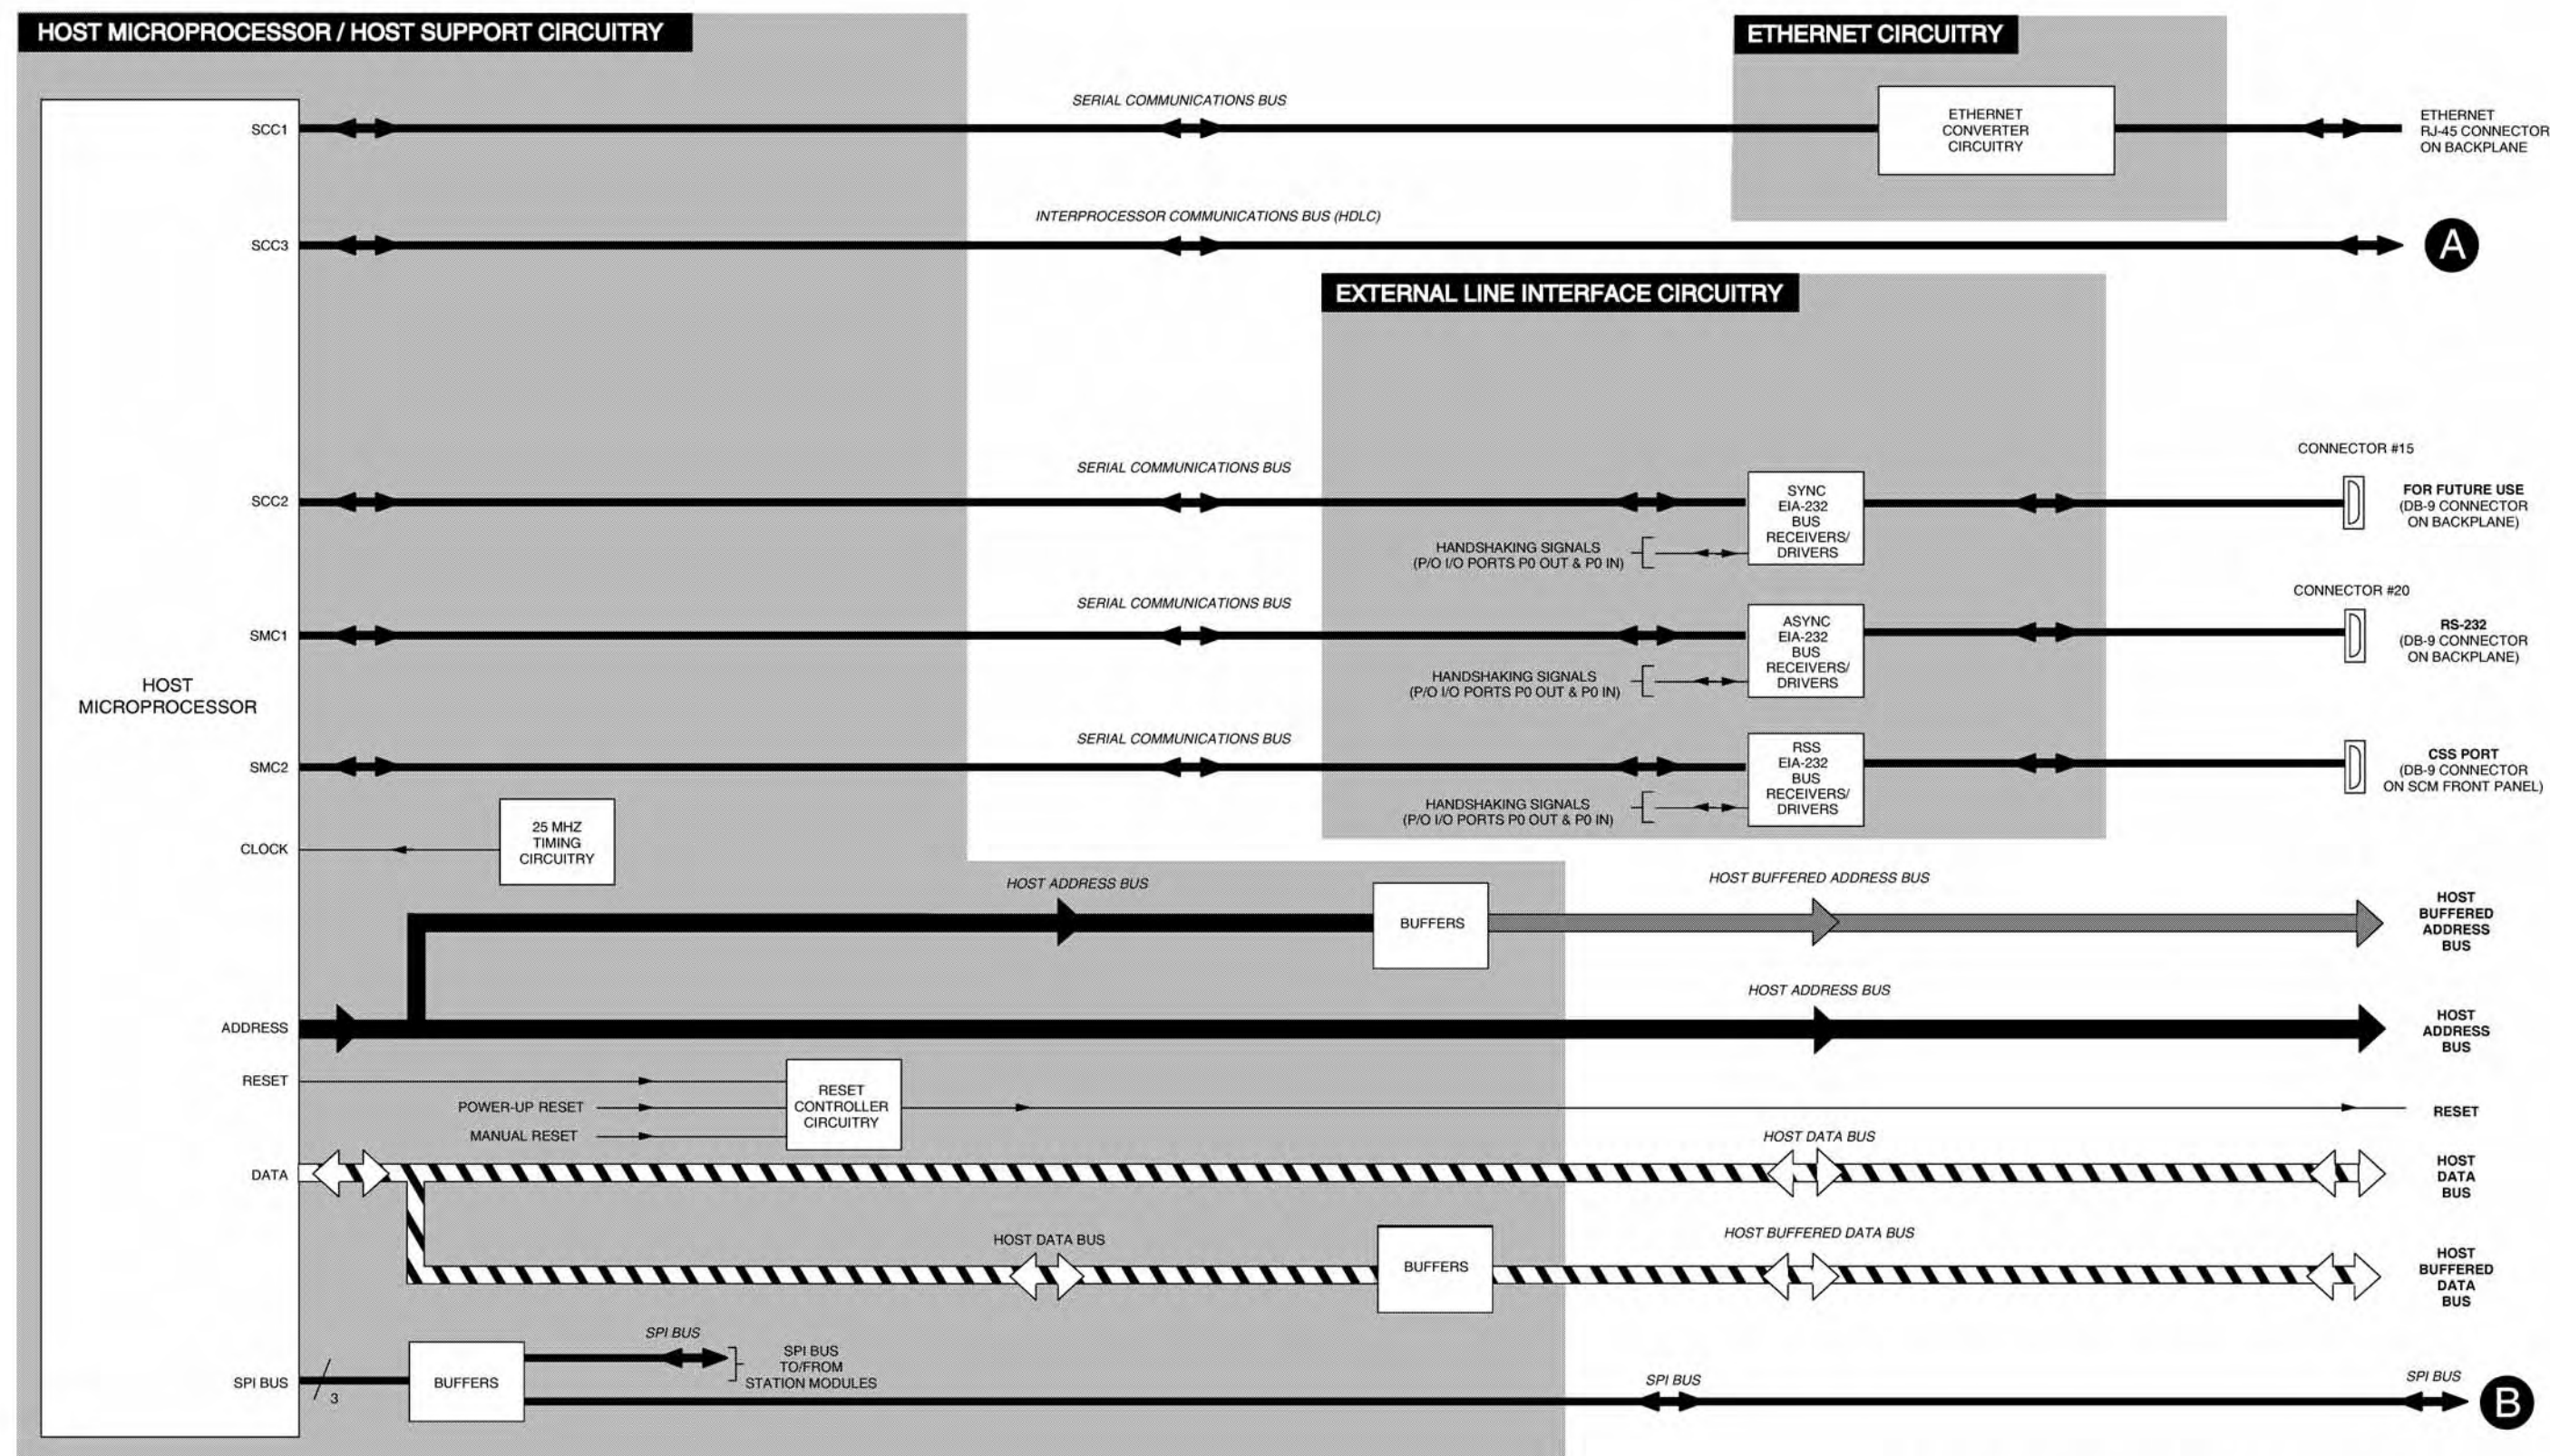 HOST MICROPROCESSOR / HOST SUPPORT CIRCUITRY
ETHERNET CIRCUITRY
SERIAL COMMUNICATIONS BUS
SCC1
ETHERNET
CONVERTER
CIRCUITRY
ETHERNET
RJ-45 CONNECTOR
ON BACKPLANE
INTERPROCESSOR COMMUNICATIONS BUS (HDLC)
SCC3
A
EXTERNAL LINE INTERFACE CIRCUITRY
CONNECTOR #15
SERIAL COMMUNICATIONS BUS
SCC2
SYNC
EIA-232
BUS
RECEIVERS/
DRIVERS
FOR FUTURE USE
(DB-9 CONNECTOR
ON BACKPLANE)
HANDSHAKING SIGNALS
(P/O I/O PORTS P0 OUT & P0 IN)
CONNECTOR #20
SERIAL COMMUNICATIONS BUS
SMC1
ASYNC
EIA-232
BUS
RECEIVERS/
DRIVERS
RS-232
(DB-9 CONNECTOR
ON BACKPLANE)
HANDSHAKING SIGNALS
(P/O I/O PORTS P0 OUT & P0 IN)
HOST
MICROPROCESSOR
SERIAL COMMUNICATIONS BUS
SMC2
RSS
EIA-232
BUS
RECEIVERS/
DRIVERS
CSS PORT
(DB-9 CONNECTOR
ON SCM FRONT PANEL)
HANDSHAKING SIGNALS
(P/O I/O PORTS P0 OUT & P0 IN)
CLOCK
25 MHZ
TIMING
CIRCUITRY
HOST ADDRESS BUS
BUFFERS
HOST BUFFERED ADDRESS BUS
HOST
BUFFERED
ADDRESS
BUS
ADDRESS
HOST ADDRESS BUS
HOST
ADDRESS
BUS
RESET
POWER-UP RESET
MANUAL RESET
RESET
CONTROLLER
CIRCUITRY
RESET
DATA
HOST DATA BUS
HOST
DATA
BUS
HOST DATA BUS
BUFFERS
HOST BUFFERED DATA BUS
HOST
BUFFERED
DATA
BUS
SPI BUS
3
BUFFERS
SPI BUS
SPI BUS
TO/FROM
STATION MODULES
SPI BUS
SPI BUS
B